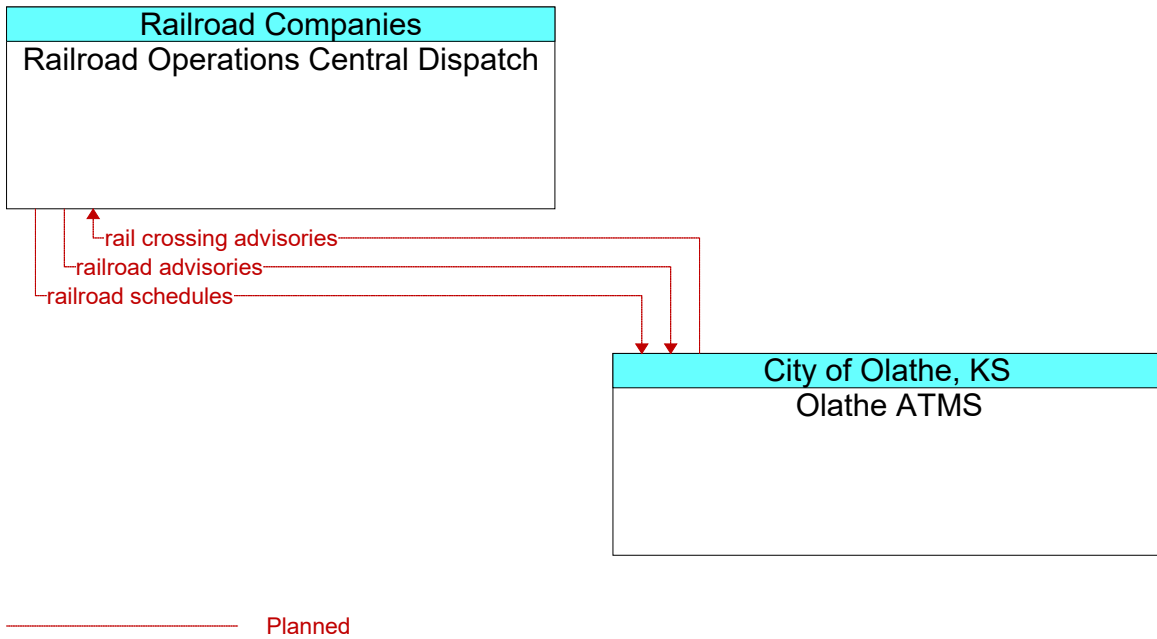 Railroad Companies
Railroad Operations Central Dispatch
rail crossing advisories
railroad advisories
railroad schedules
City of Olathe, KS
Olathe ATMS
Planned